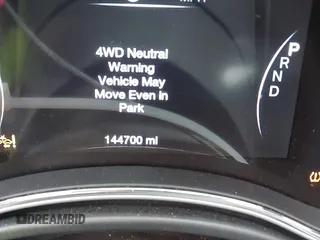 4WD Neutral
Warning
Vehicle May
Move Even in
Park
144700 mi
P
R
N
D
DREAMBID